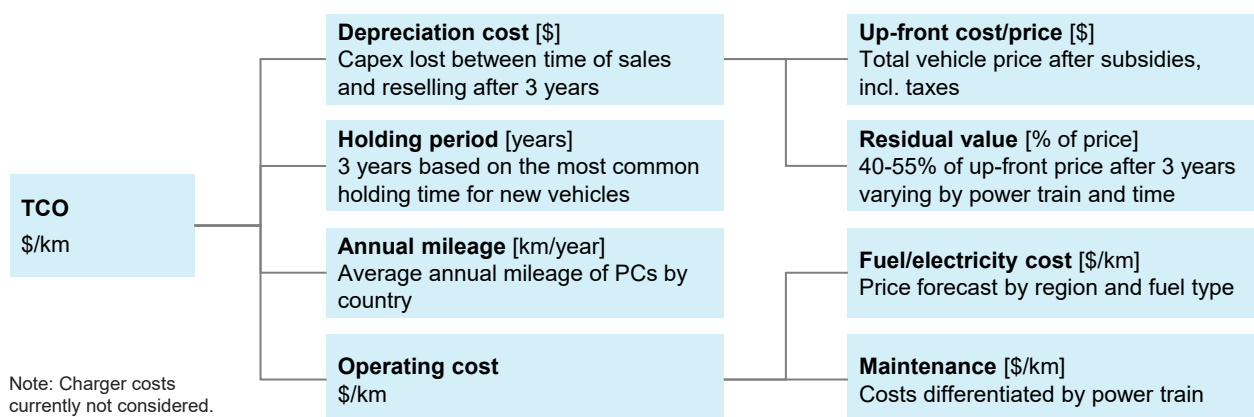 TCO
$/km
Note: Charger costs
currently not considered.
Depreciation cost [$]
Capex lost between time of sales
and reselling after 3 years
Holding period [years]
3 years based on the most common
holding time for new vehicles
Annual mileage [km/year]
Average annual mileage of PCs by
country
Operating cost
$/km
Up-front cost/price [$]
Total vehicle price after subsidies,
incl. taxes
Residual value [% of price]
40-55% of up-front price after 3 years
varying by power train and time
Fuel/electricity cost [$/km]
Price forecast by region and fuel type
Maintenance [$/km]
Costs differentiated by power train